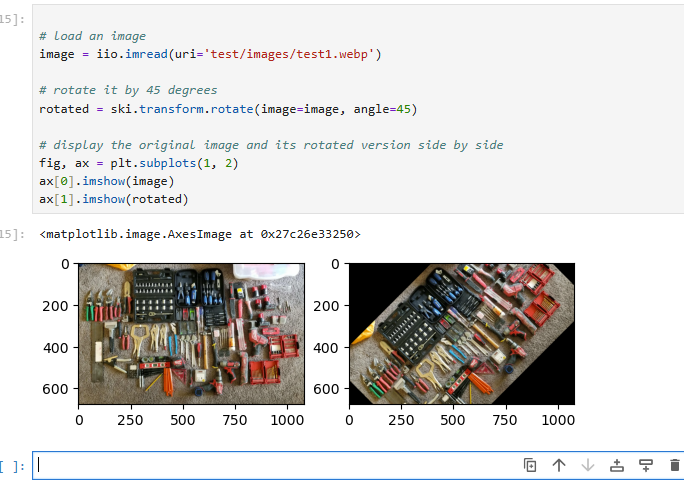 15]:
# load an image
image = iio.imread(uri='test/images/test1.webp')
# rotate it by 45 degrees
rotated = ski.transform.rotate(image=image, angle=45)
# display the original image and its rotated version side by side
fig, ax = plt.subplots(1, 2)
ax[0].imshow(image)
ax[1].imshow(rotated)
15]: <matplotlib.image.AxesImage at 0x27c26e33250>
0
200
400
600
0 250 500 750 1000
0
200
400
600
0 250 500 750 1000
[ ]: